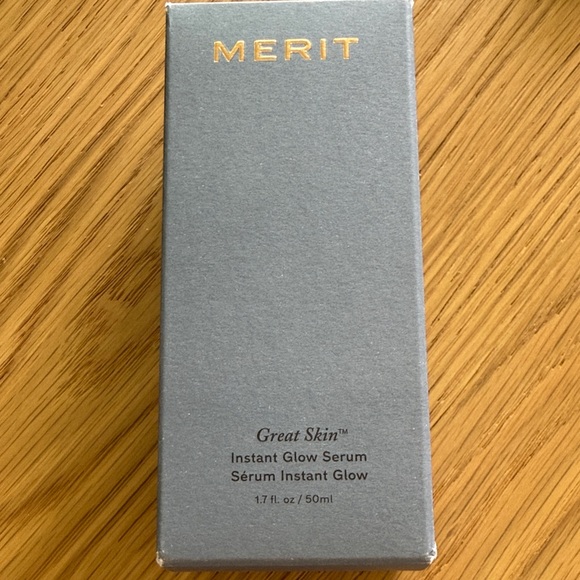 MERIT
Great Skin™
Instant Glow Serum
Sérum Instant Glow
1.7 fl. oz / 50ml